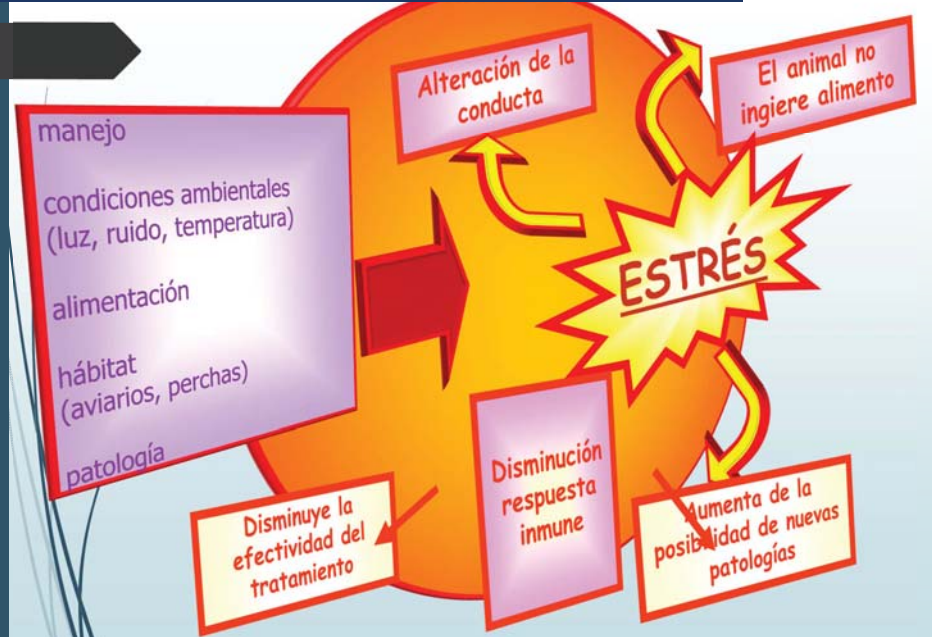 manejo
condiciones ambientales
(luz, ruido, temperatura)
alimentación
hábitat
(aviarios, perchas)
patología
Alteración de la
conducta
El animal no
ingiere alimento
ESTRÉS
Disminuye la
efectividad del
tratamiento
Disminución
respuesta
inmune
Aumenta de la
posibilidad de nuevas
patologías